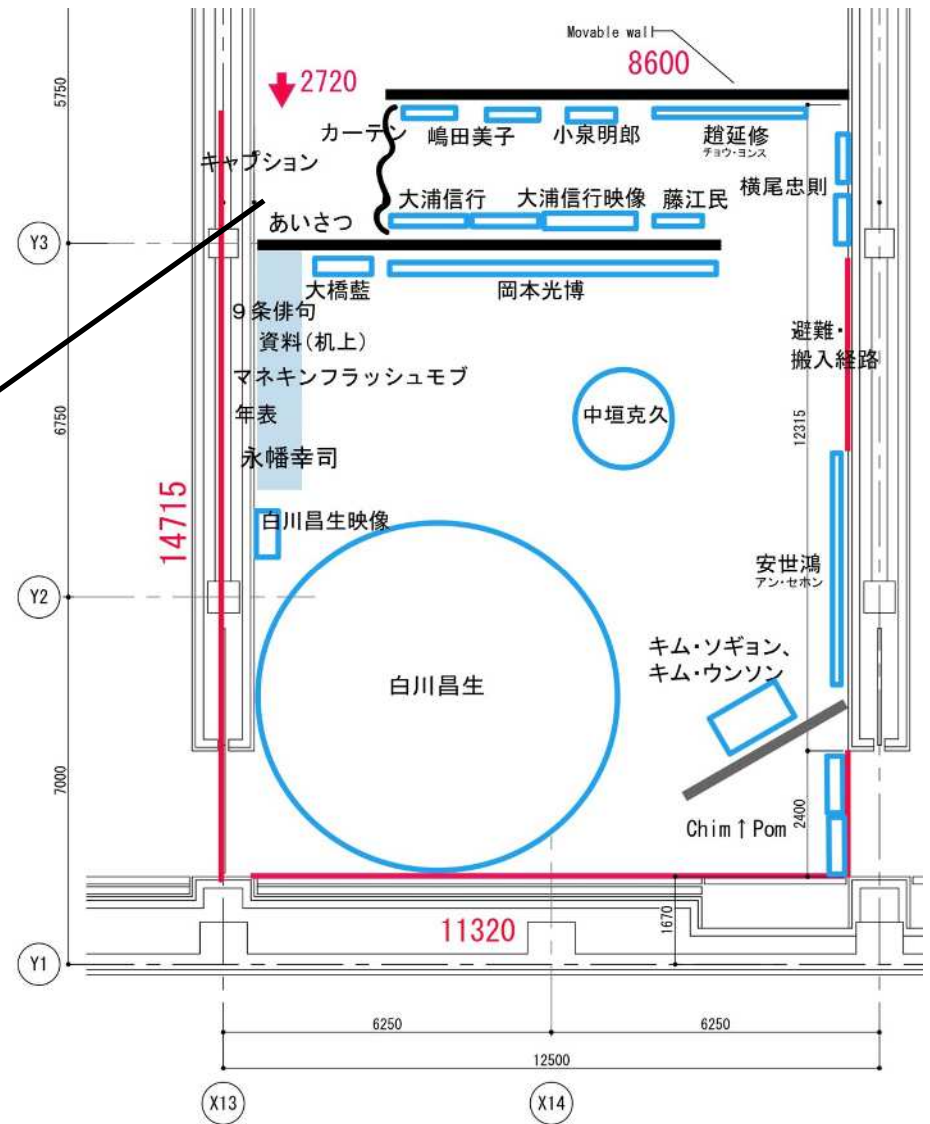 Movable wall
8600
2720
5750
カーテン
嶋田美子
小泉明郎
趙延修
チョウ・ヨンス
キャプション
横尾忠則
大浦信行
大浦信行映像
藤江民
あいさつ
Y3
大橋藍
岡本光博
9条俳句
資料(机上)
マネキンフラッシュモブ
年表
永幡幸司
避難・
搬入経路
中垣克久
6750
12315
14715
白川昌生映像
安世鴻
アン・セホン
Y2
キム・ソギョン、
キム・ウンソン
白川昌生
7000
Chim↑Pom
2400
11320
1670
Y1
6250
6250
12500
X13
X14